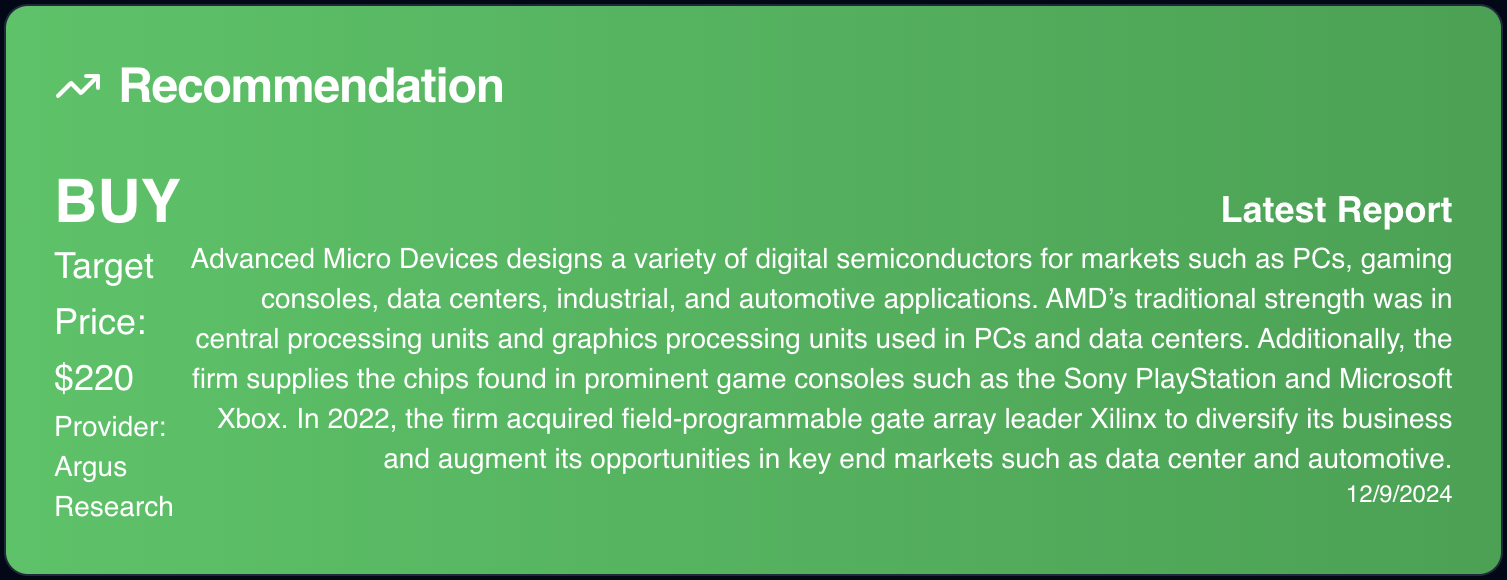 Recommendation
BUY
Target
Price:
$220
Provider:
Argus
Research
Latest Report
Advanced Micro Devices designs a variety of digital semiconductors for markets such as PCs, gaming
consoles, data centers, industrial, and automotive applications. AMD’s traditional strength was in
central processing units and graphics processing units used in PCs and data centers. Additionally, the
firm supplies the chips found in prominent game consoles such as the Sony PlayStation and Microsoft
Xbox. In 2022, the firm acquired field-programmable gate array leader Xilinx to diversify its business
and augment its opportunities in key end markets such as data center and automotive.
12/9/2024